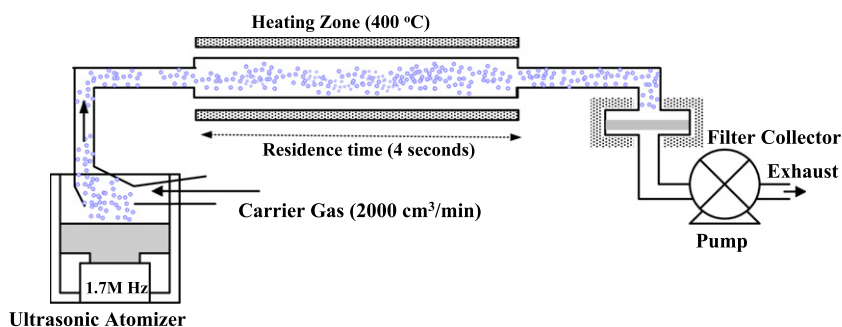 Heating Zone (400 ºC)
Residence time (4 seconds)
Filter Collector
Exhaust
Carrier Gas (2000 cm³/min)
Pump
1.7M Hz
Ultrasonic Atomizer